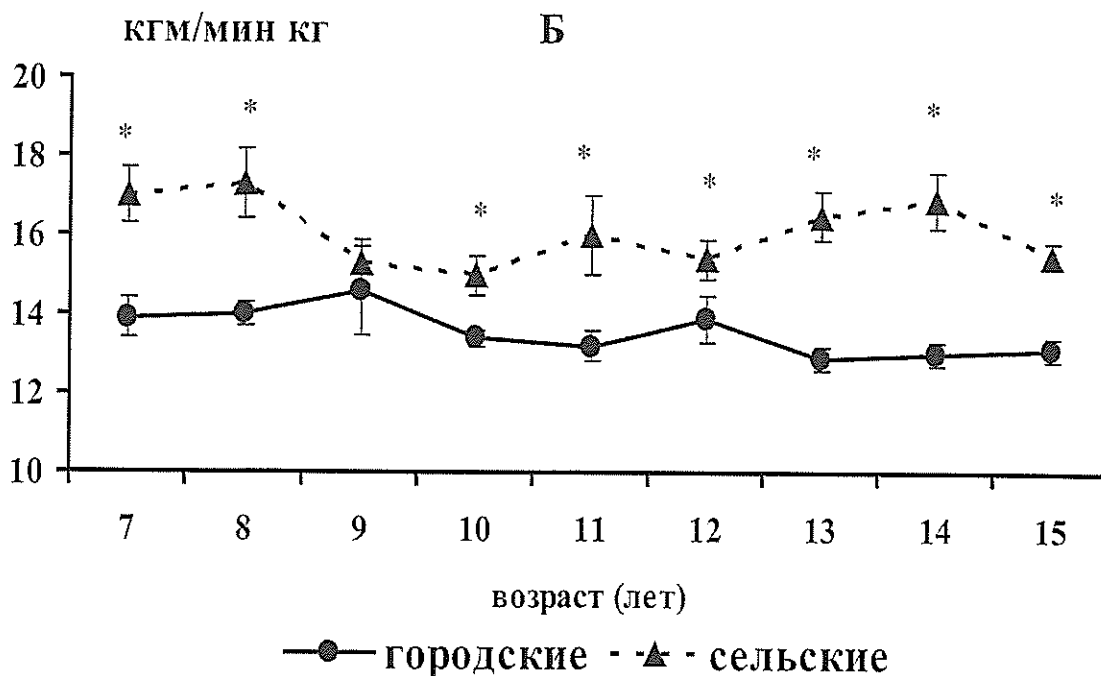 кгм/мин кг
Б
20
18
16
14
12
10
* * * * * * * *
7 8 9 10 11 12 13 14 15
возраст (лет)
городские сельские